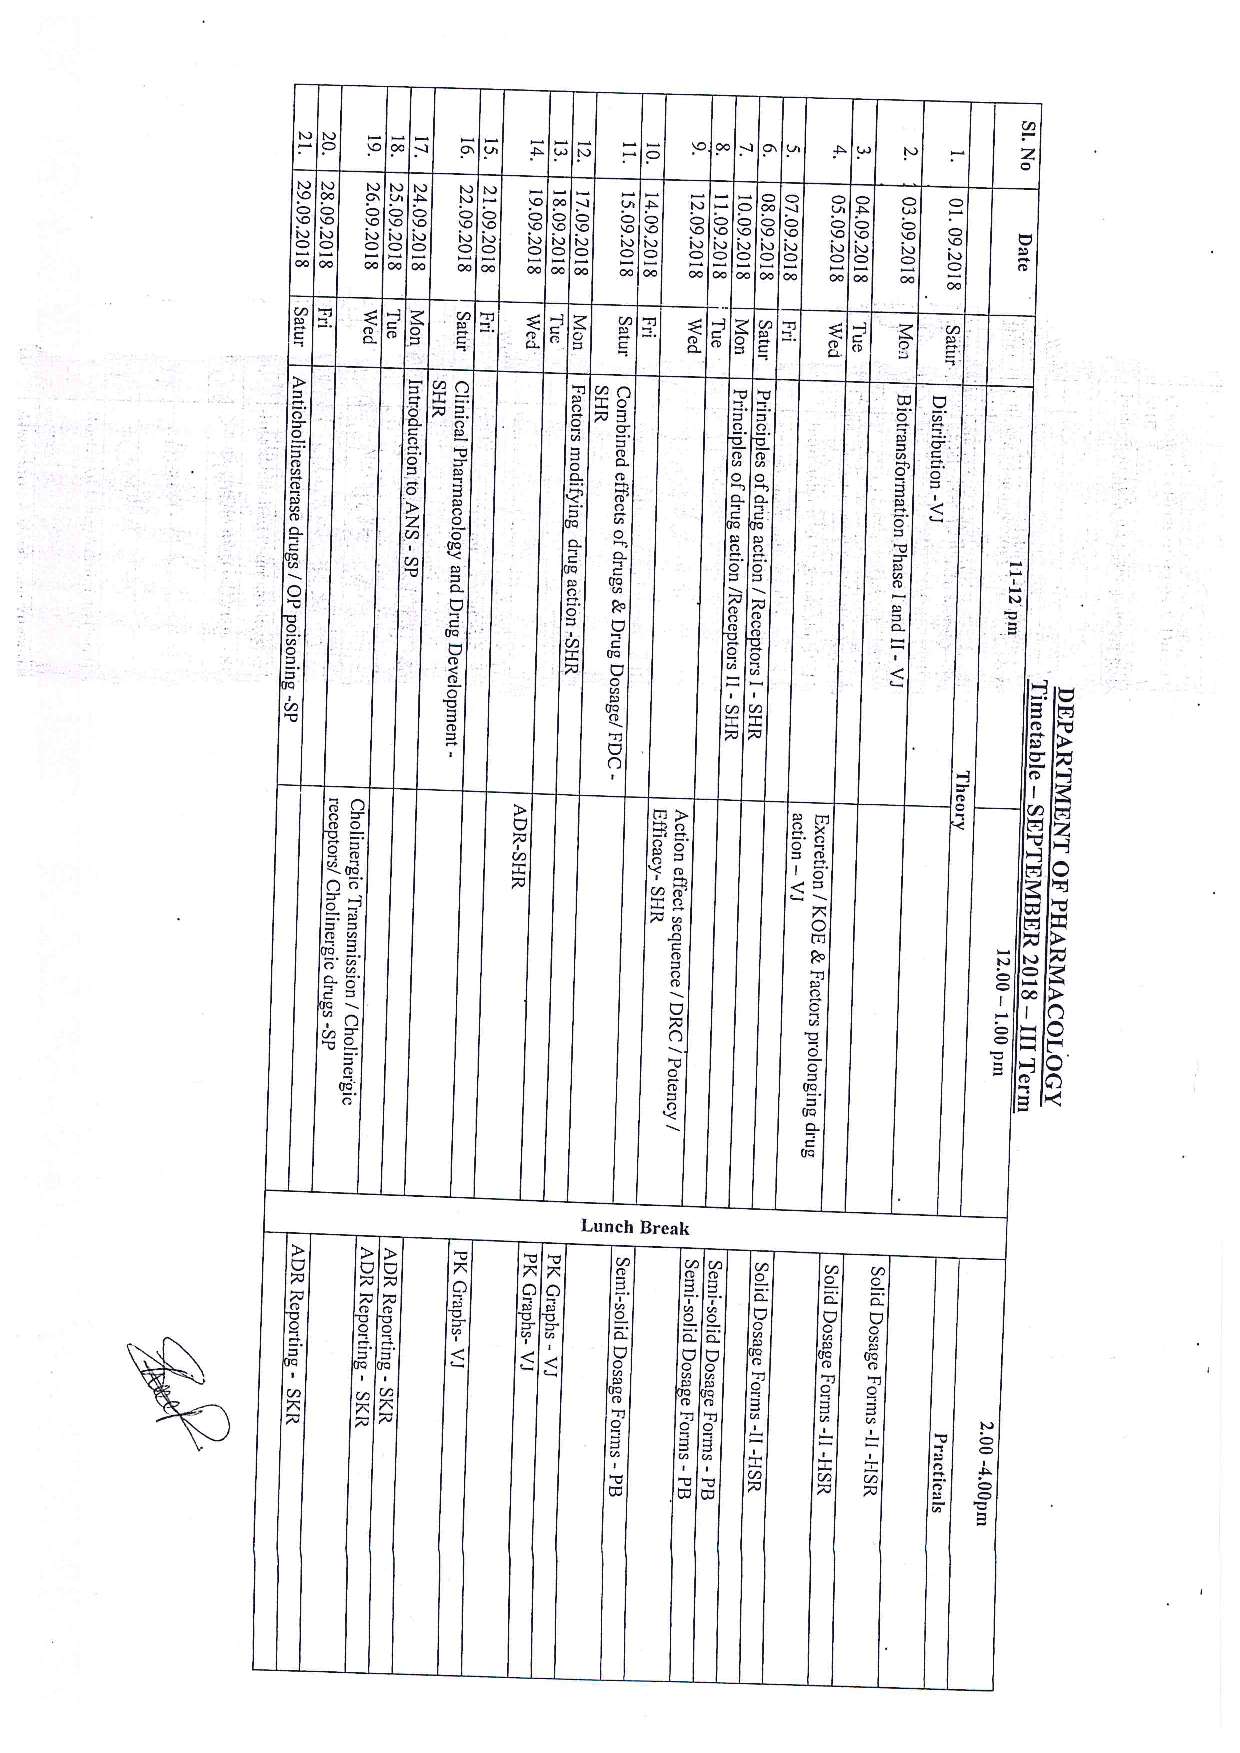 DEPARTMENT OF PHARMACOLOGY
Timetable – SEPTEMBER 2018 – III Term
Sl. No Date 11-12 pm 12.00 – 1.00 pm 2.00 -4.00pm
Theory Practicals
1. 01. 09.2018 Satur Distribution -VJ
2. 03.09.2018 Mon Biotransformation Phase I and II - VJ
3. 04.09.2018 Tue Solid Dosage Forms -II -HSR
4. 05.09.2018 Wed Excretion / KOE & Factors prolonging drug Solid Dosage Forms -II -HSR
action – VJ
5. 07.09.2018 Fri
6. 08.09.2018 Satur Principles of drug action / Receptors I - SHR Solid Dosage Forms -II -HSR
7. 10.09.2018 Mon Principles of drug action /Receptors II - SHR
8. 11.09.2018 Tue Semi-solid Dosage Forms - PB
9. 12.09.2018 Wed Action effect sequence / DRC / Potency / Semi-solid Dosage Forms - PB
Efficacy- SHR
10. 14.09.2018 Fri
11. 15.09.2018 Satur Combined effects of drugs & Drug Dosage/ FDC - Semi-solid Dosage Forms - PB
SHR
12. 17.09.2018 Mon Factors modifying drug action -SHR
13. 18.09.2018 Tue PK Graphs - VJ
14. 19.09.2018 Wed ADR-SHR PK Graphs- VJ
15. 21.09.2018 Fri
16. 22.09.2018 Satur Clinical Pharmacology and Drug Development - PK Graphs- VJ
SHR
17. 24.09.2018 Mon Introduction to ANS - SP
18. 25.09.2018 Tue ADR Reporting - SKR
19. 26.09.2018 Wed Cholinergic Transmission / Cholinergic ADR Reporting - SKR
receptors/ Cholinergic drugs -SP
20. 28.09.2018 Fri
21. 29.09.2018 Satur Anticholinesterase drugs / OP poisoning -SP ADR Reporting - SKR
Lunch Break